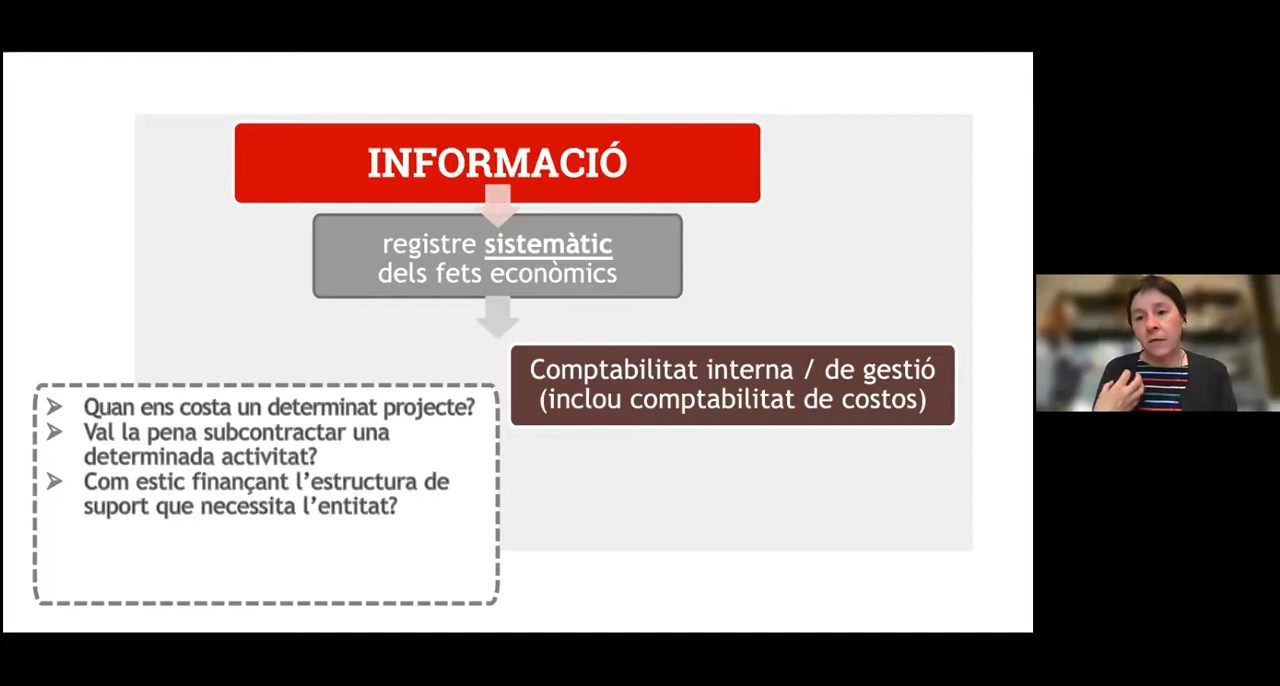 INFORMACIÓ
registre sistemàtic
dels fets econòmics
Comptabilitat interna / de gestió
(inclou comptabilitat de costos)
Quan ens costa un determinat projecte?
Val la pena subcontractar una
determinada activitat?
Com estic finançant l’estructura de
suport que necessita l’entitat?